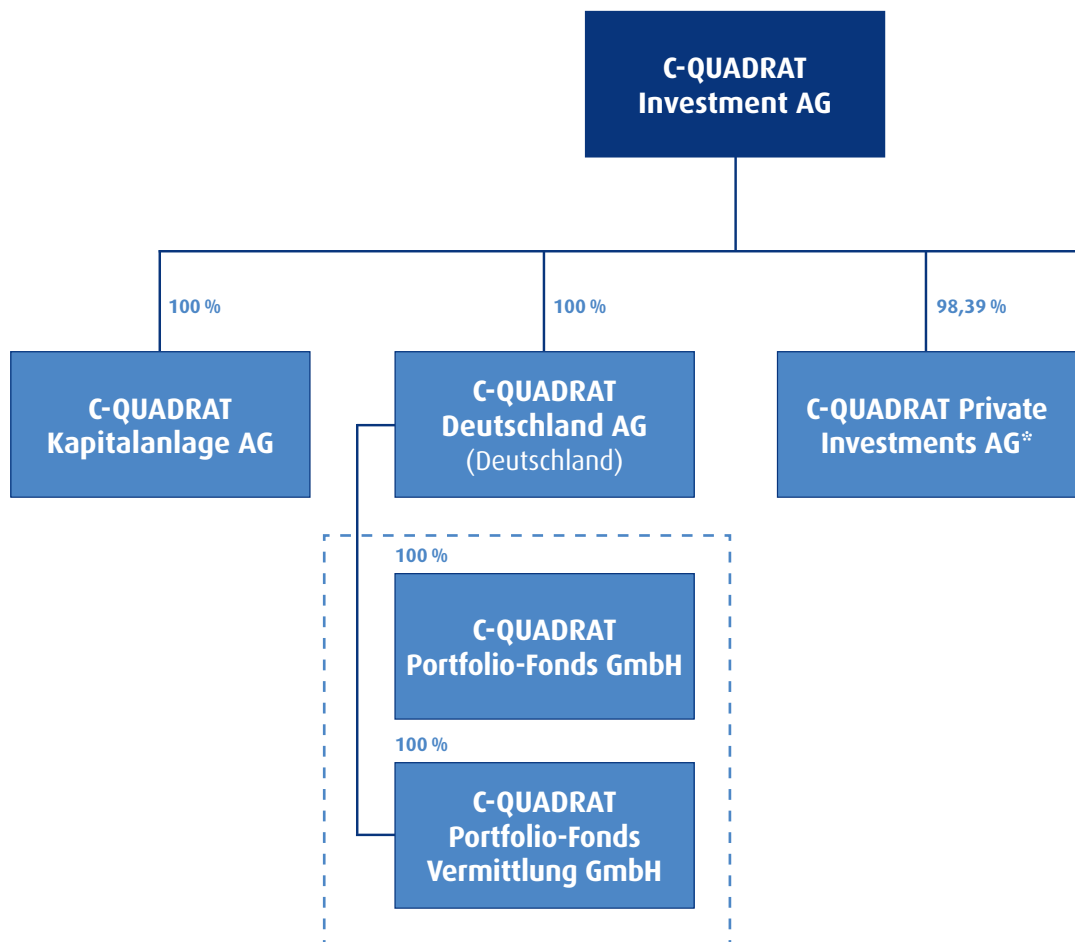 C-QUADRAT
Investment AG
100 %
100 %
98,39 %
C-QUADRAT
Kapitalanlage AG
C-QUADRAT
Deutschland AG
(Deutschland)
C-QUADRAT Private
Investments AG*
100 %
C-QUADRAT
Portfolio-Fonds GmbH
100 %
C-QUADRAT
Portfolio-Fonds
Vermittlung GmbH